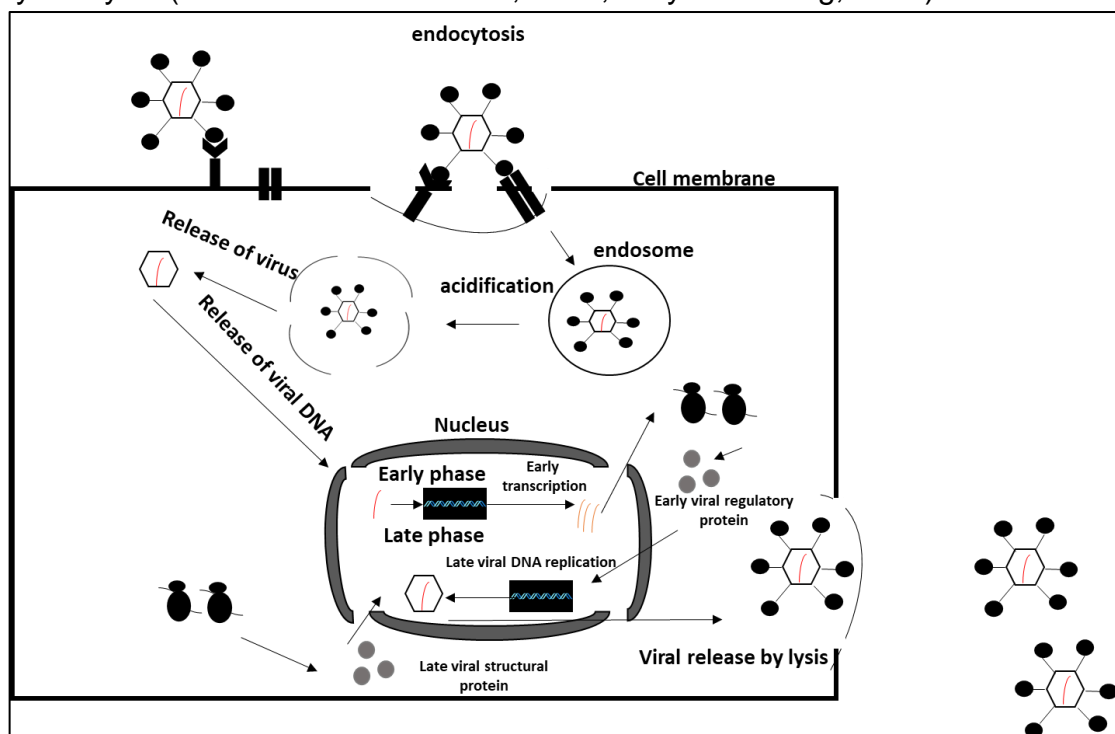 endocytosis
Cell membrane
Release of virus
endosome
acidification
Release of viral DNA
Nucleus
Early phase
Early
transcription
Early viral regulatory
protein
Late phase
Late viral DNA replication
Viral release by lysis
Late viral structural
protein